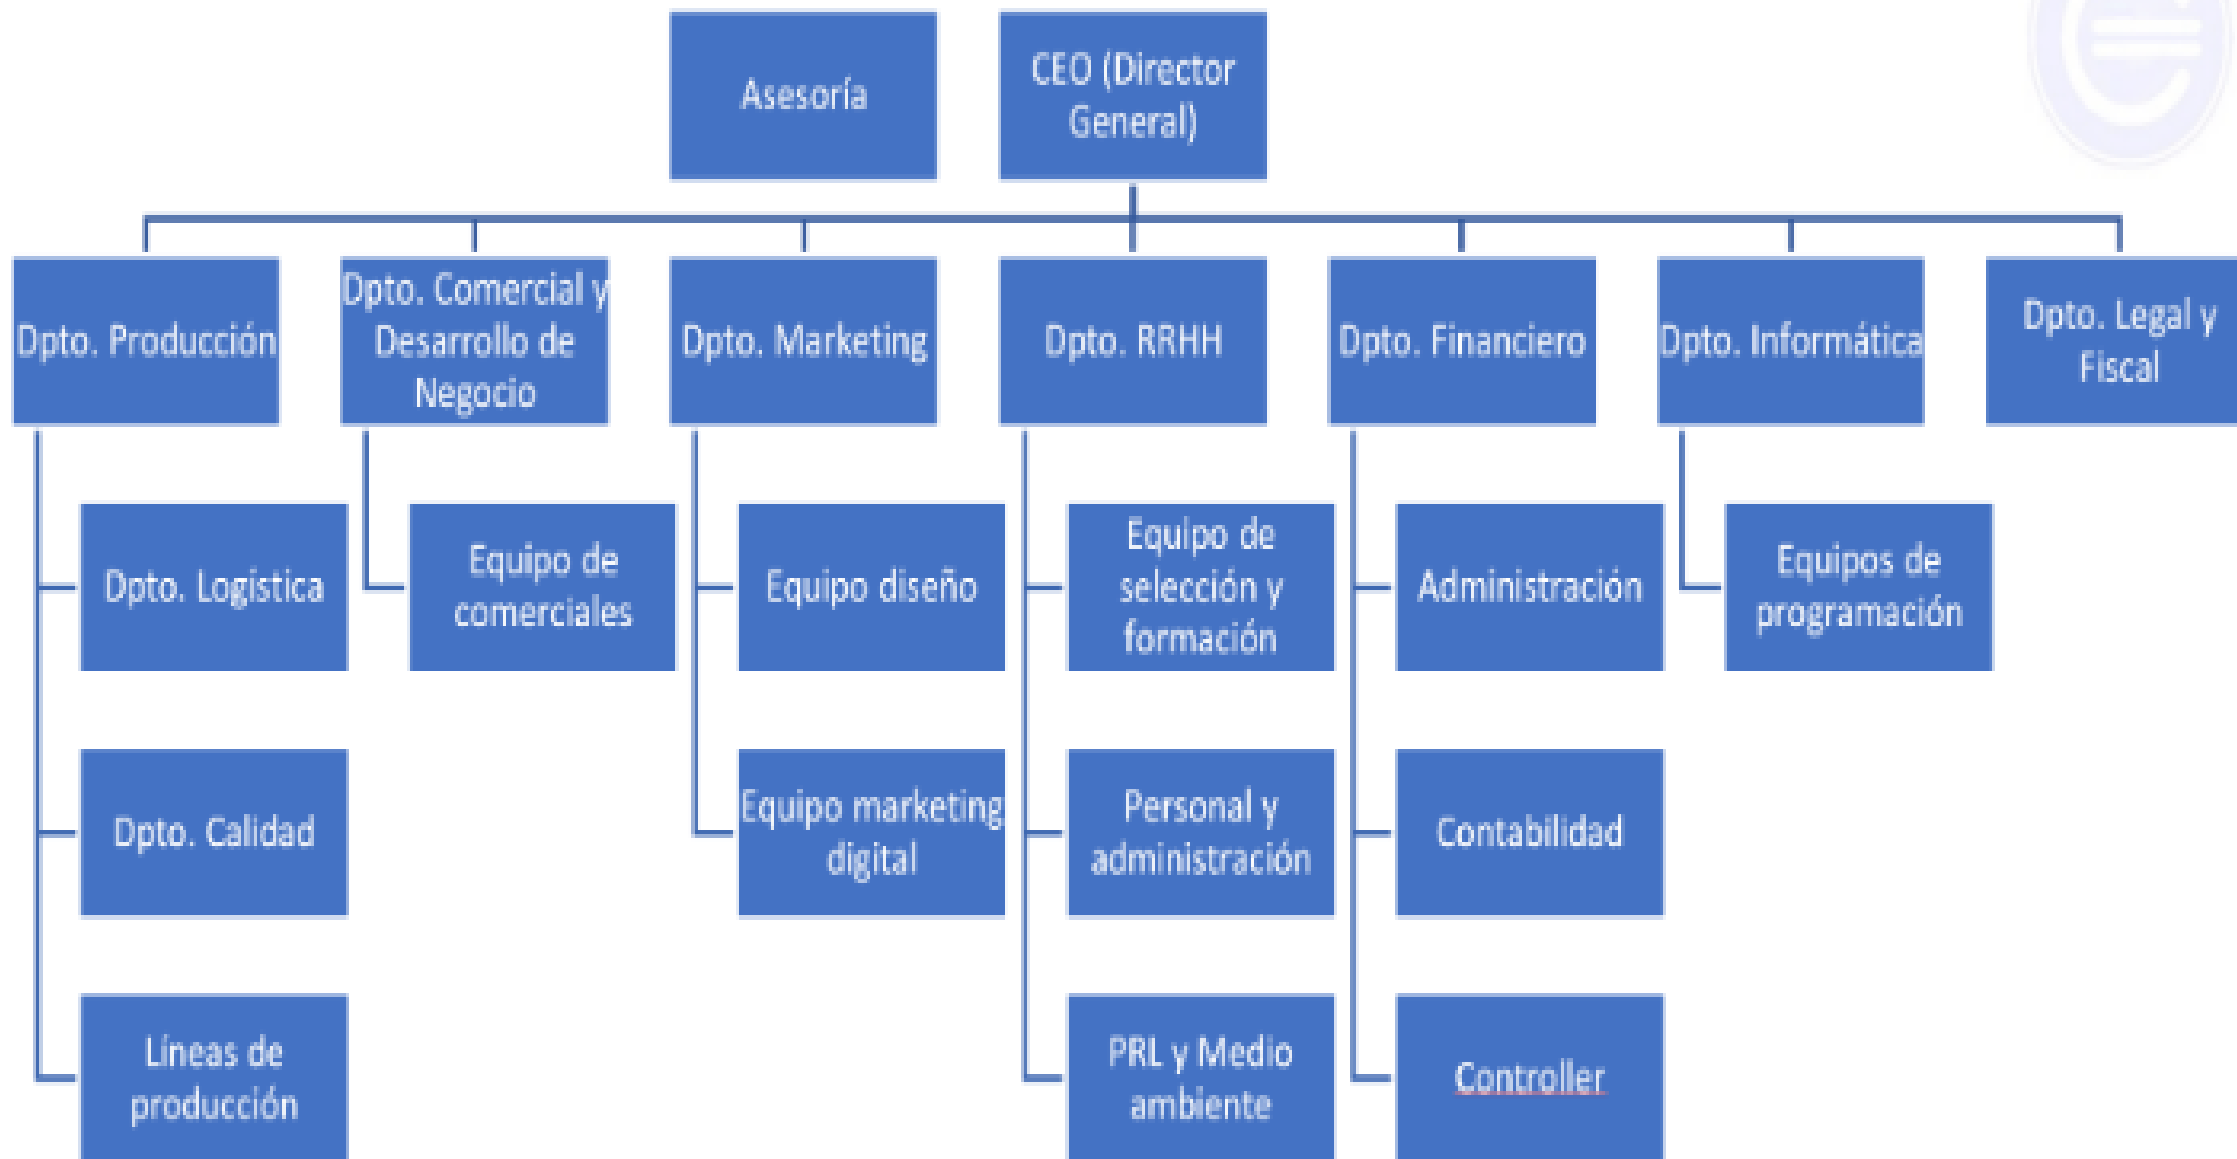 Asesoría
CEO (Director
General)
Dpto. Producción
Dpto. Comercial y
Desarrollo de
Negocio
Dpto. Marketing
Dpto. RRHH
Dpto. Financiero
Dpto. Informática
Dpto. Legal y
Fiscal
Dpto. Logística
Equipo de
comerciales
Equipo diseño
Equipo de
selección y
formación
Administración
Equipos de
programación
Dpto. Calidad
Equipo marketing
digital
Personal y
administración
Contabilidad
Líneas de
producción
PRL y Medio
ambiente
Controller